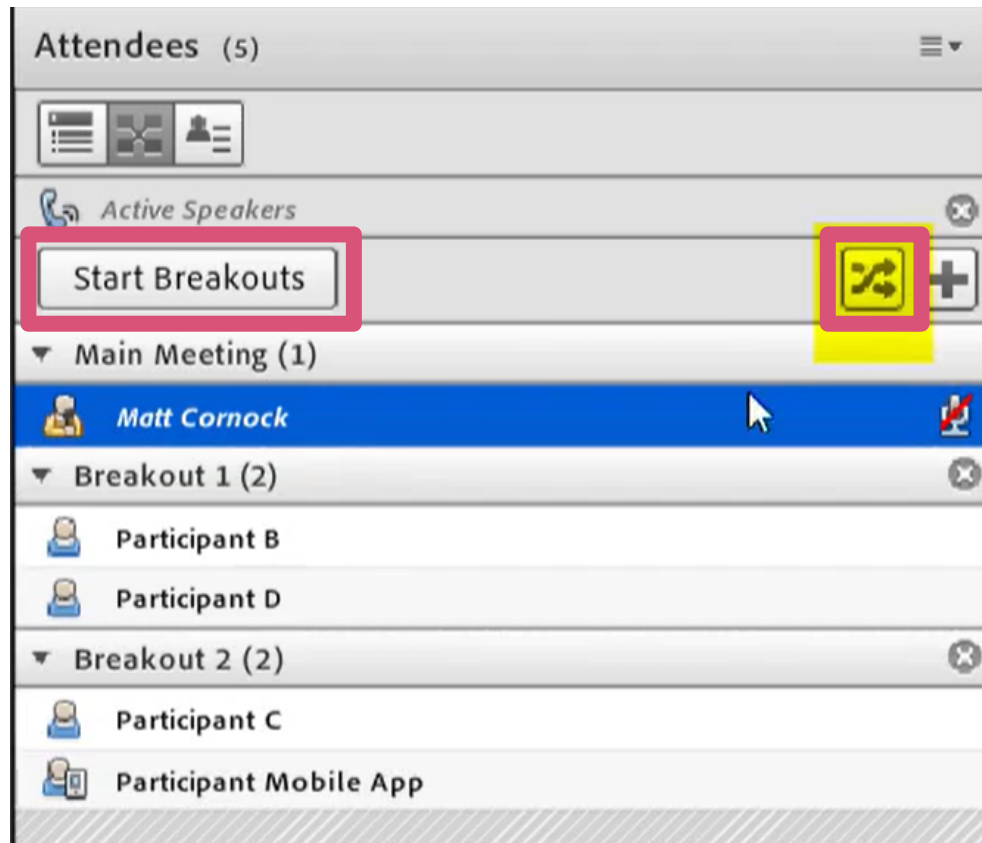 Attendees (5)
Active Speakers
Start Breakouts
Main Meeting (1)
Matt Cornock
Breakout 1 (2)
Participant B
Participant D
Breakout 2 (2)
Participant C
Participant Mobile App